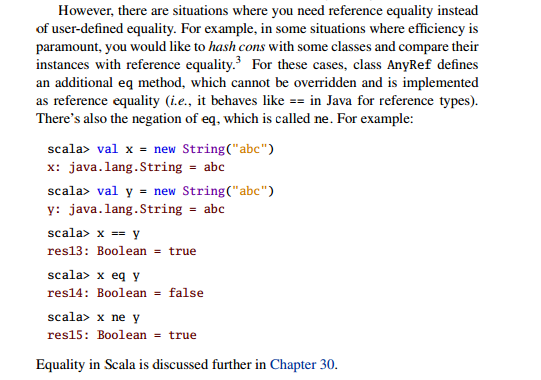 However, there are situations where you need reference equality instead
of user-defined equality. For example, in some situations where efficiency is
paramount, you would like to hash cons with some classes and compare their
instances with reference equality.3 For these cases, class AnyRef defines
an additional eq method, which cannot be overridden and is implemented
as reference equality (i.e., it behaves like == in Java for reference types).
There's also the negation of eq, which is called ne. For example:
scala> val x = new String("abc")
x: java.lang.String = abc
scala> val y = new String("abc")
y: java.lang.String = abc
scala> x == y
res13: Boolean = true
scala> x eq y
res14: Boolean = false
scala> x ne y
res15: Boolean = true
Equality in Scala is discussed further in Chapter 30.